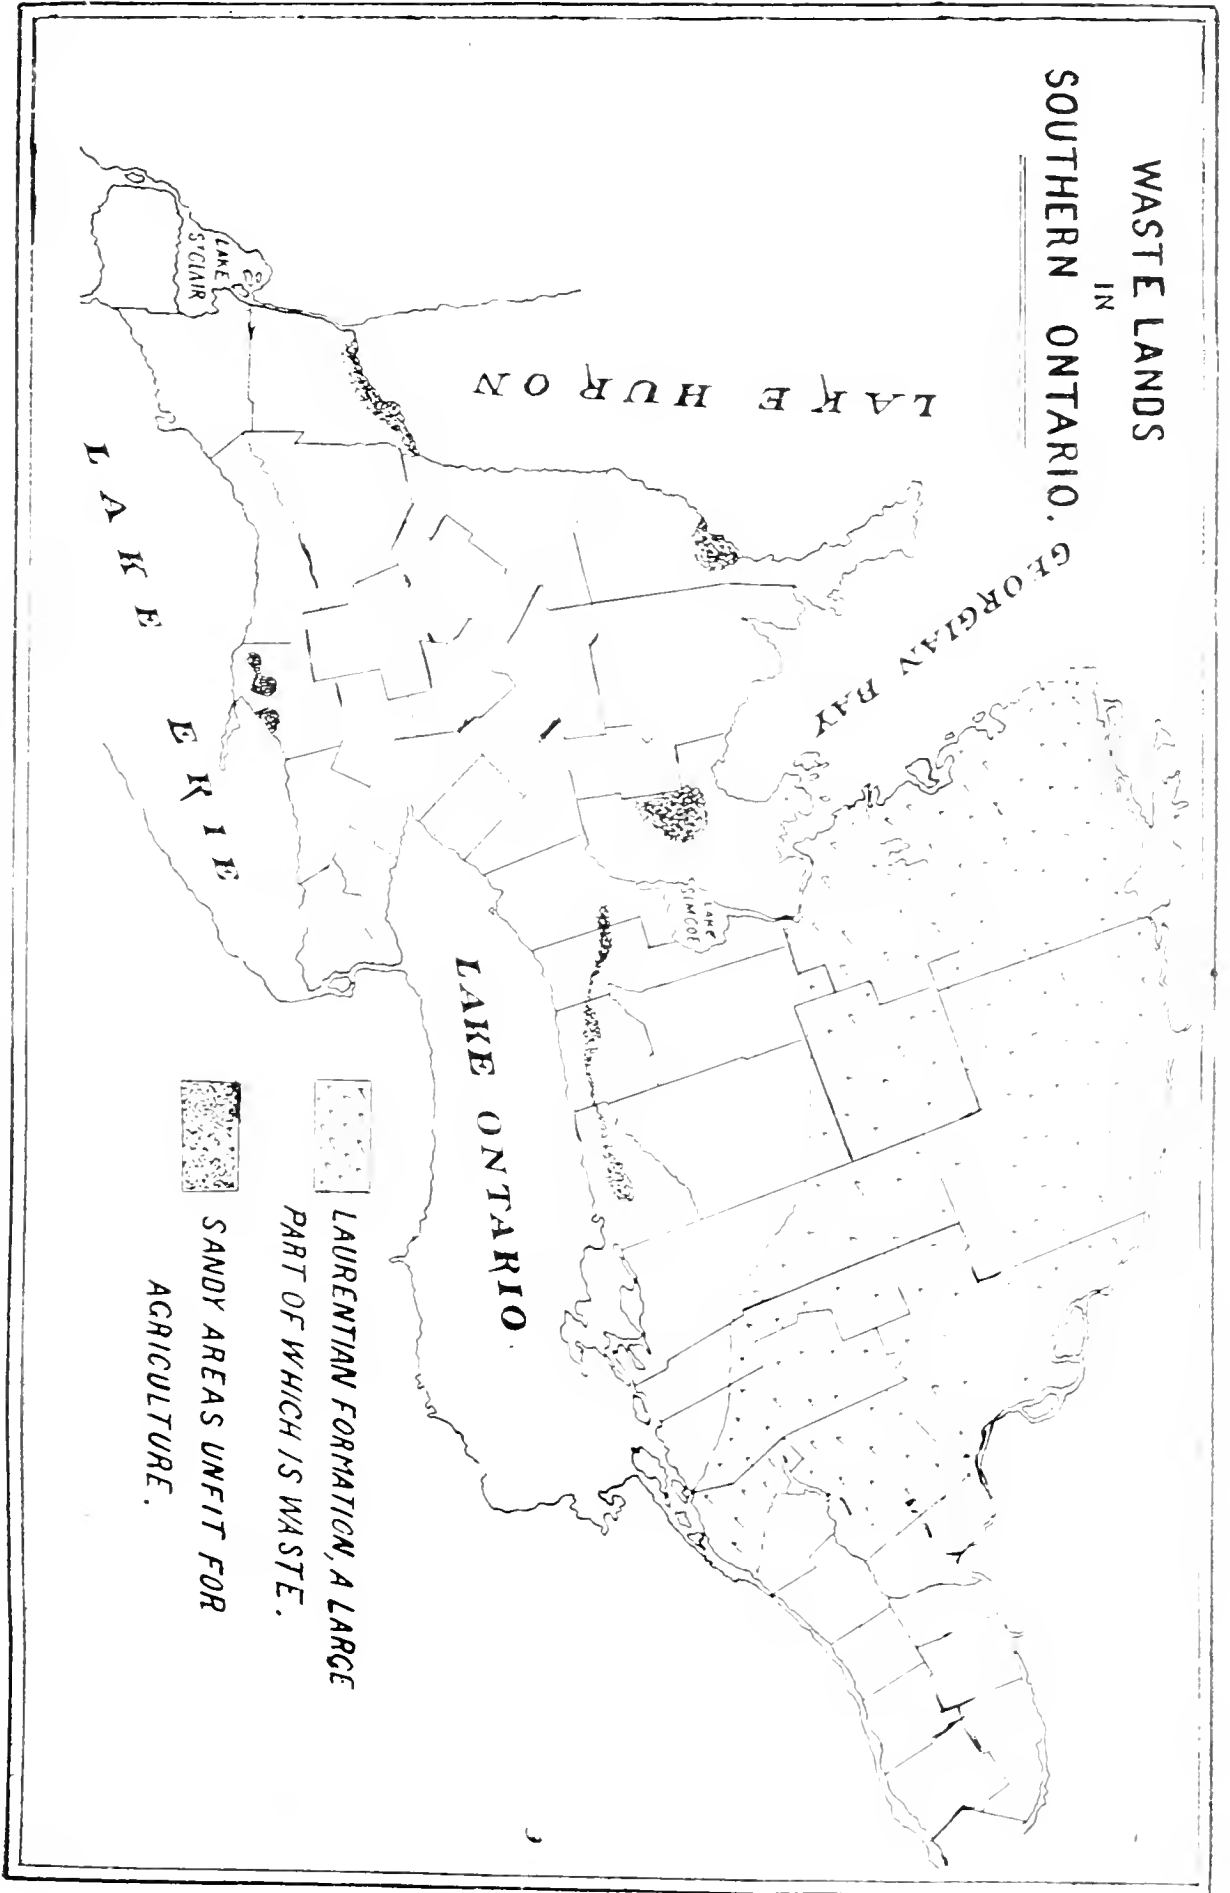 WASTE LANDS
IN
SOUTHERN ONTARIO.
GEORGIAN BAY
LAKE HURON
LAKE
SIMCOE
LAKE
ST CLAIR
LAKE ONTARIO.
LAKE ERIE
LAURENTIAN FORMATION, A LARGE
PART OF WHICH IS WASTE.
SANDY AREAS UNFIT FOR
AGRICULTURE.